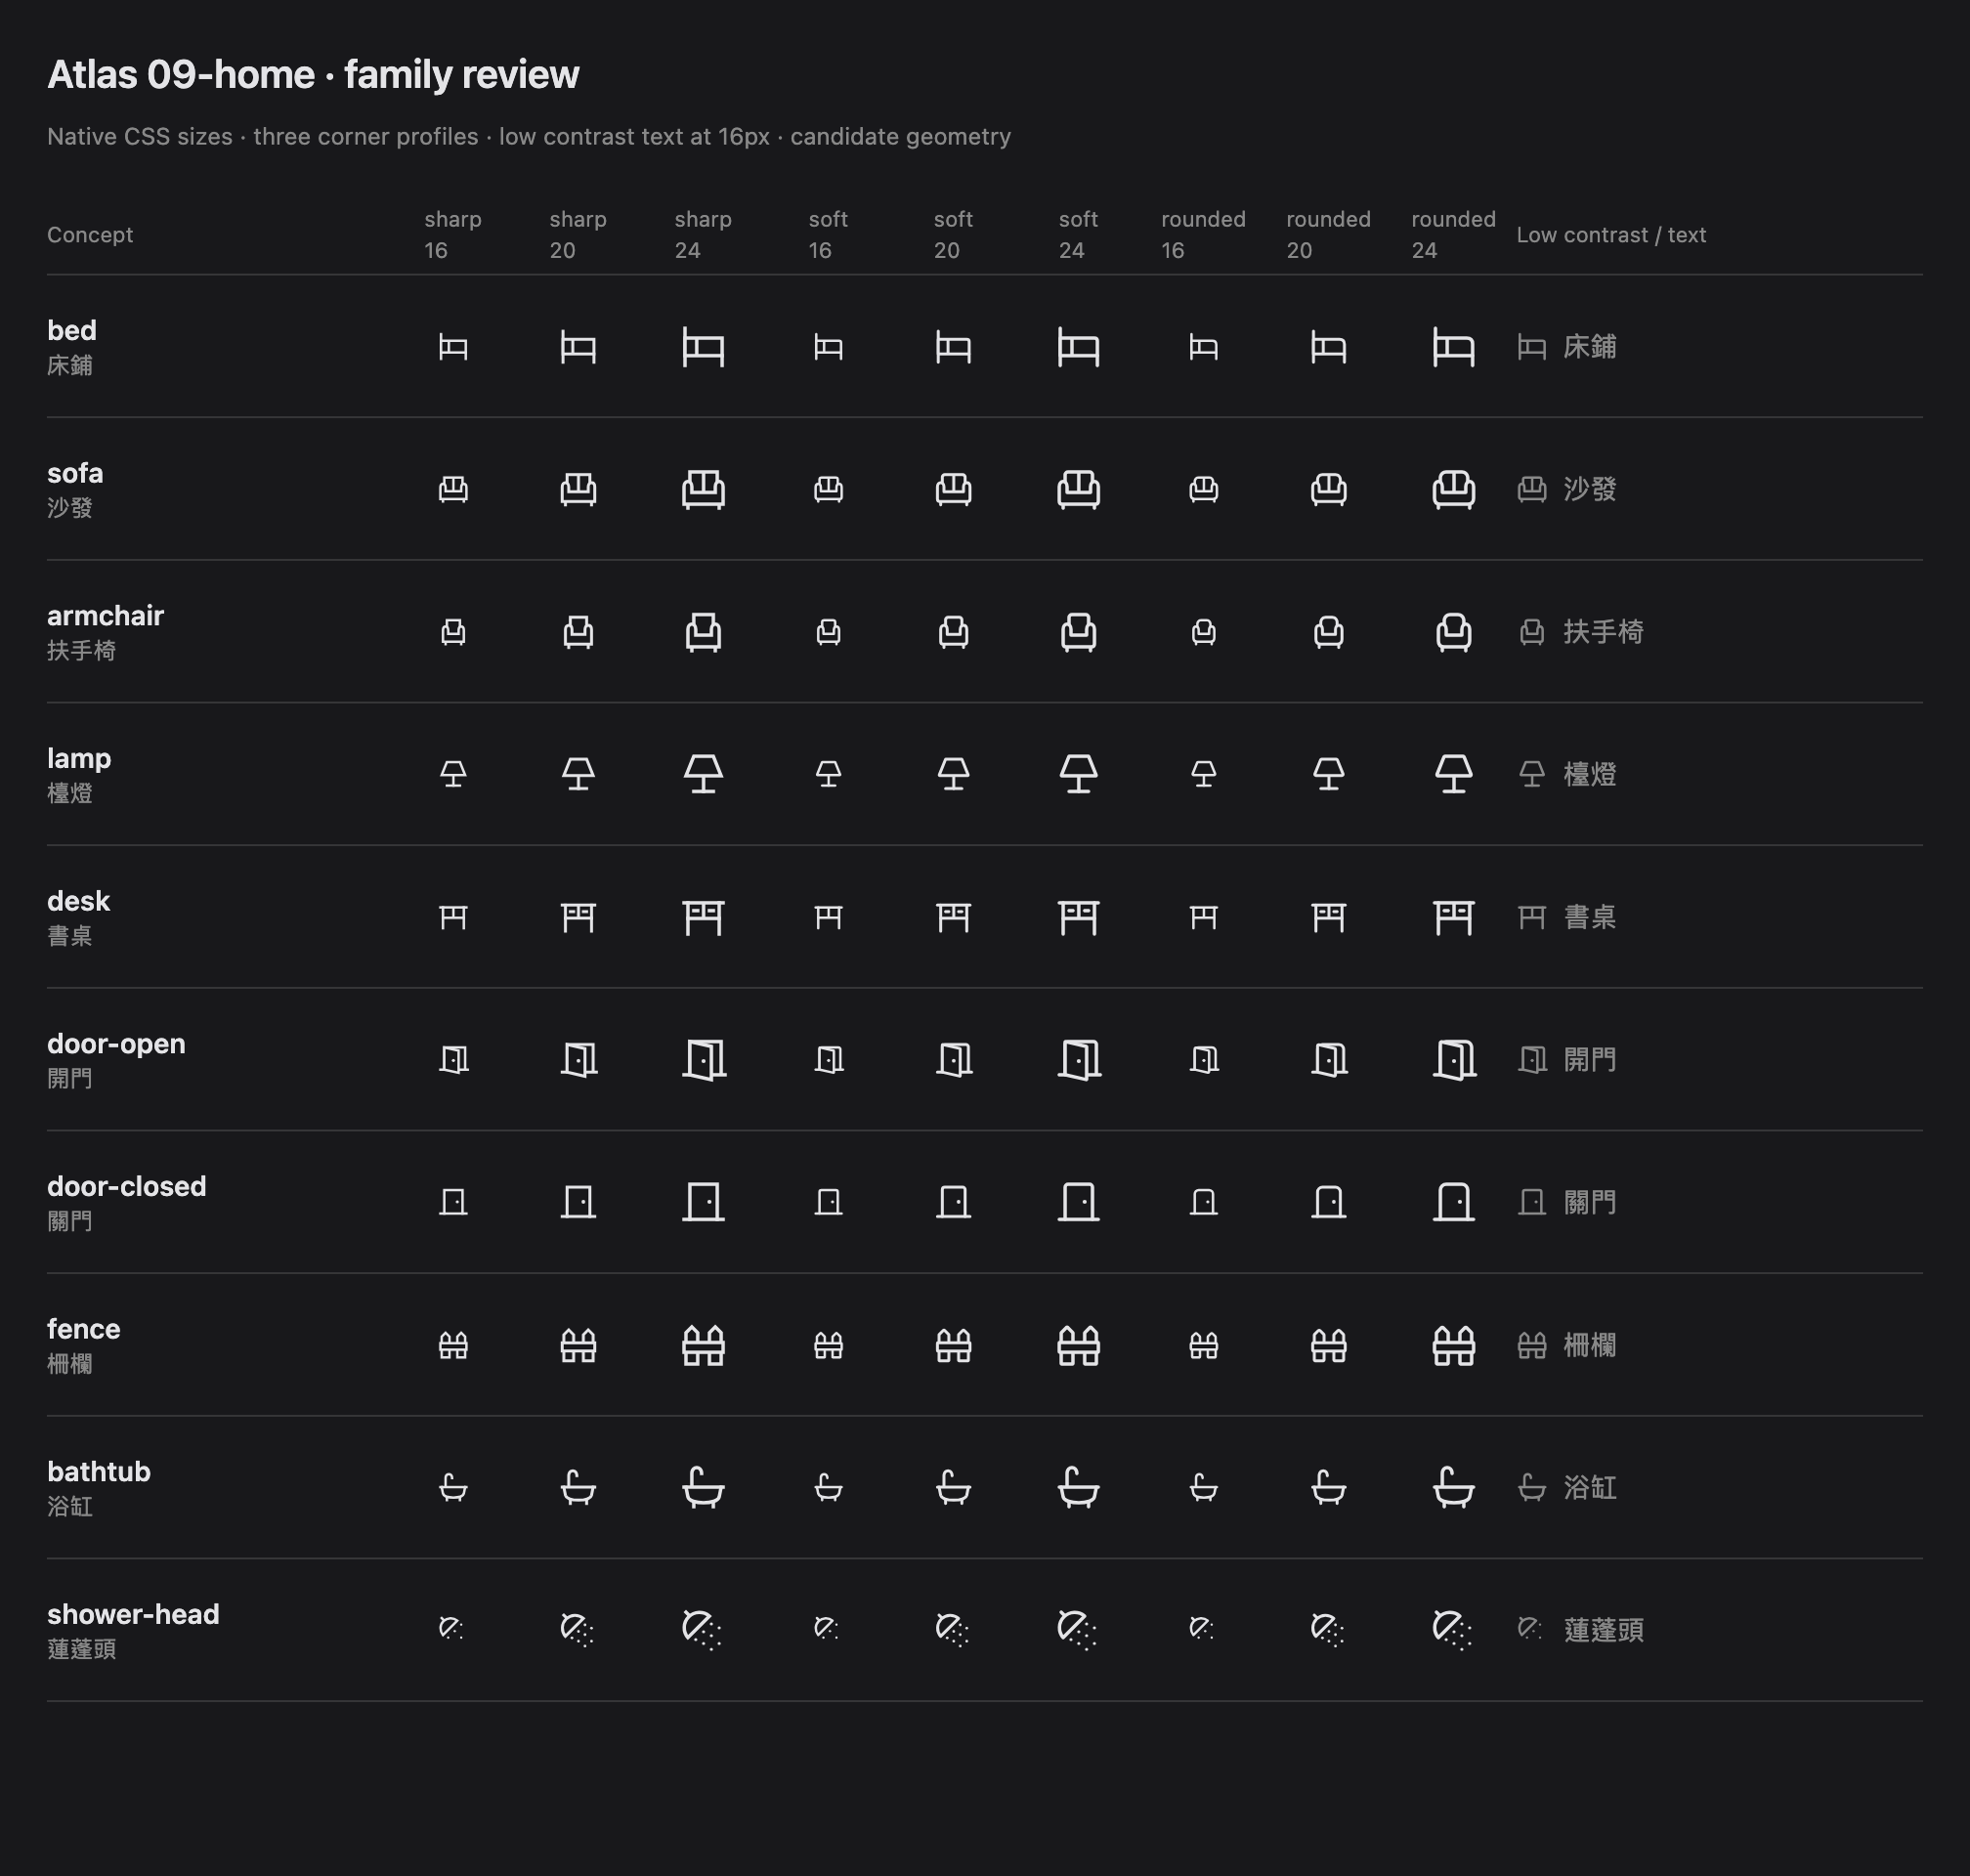 Atlas 09-home · family review
Native CSS sizes · three corner profiles · low contrast text at 16px · candidate geometry
Concept
sharp 16
sharp 20
sharp 24
soft 16
soft 20
soft 24
rounded 16
rounded 20
rounded 24
Low contrast / text
bed
床鋪
床鋪
sofa
沙發
沙發
armchair
扶手椅
扶手椅
lamp
檯燈
檯燈
desk
書桌
書桌
door-open
開門
開門
door-closed
關門
關門
fence
柵欄
柵欄
bathtub
浴缸
浴缸
shower-head
蓮蓬頭
蓮蓬頭